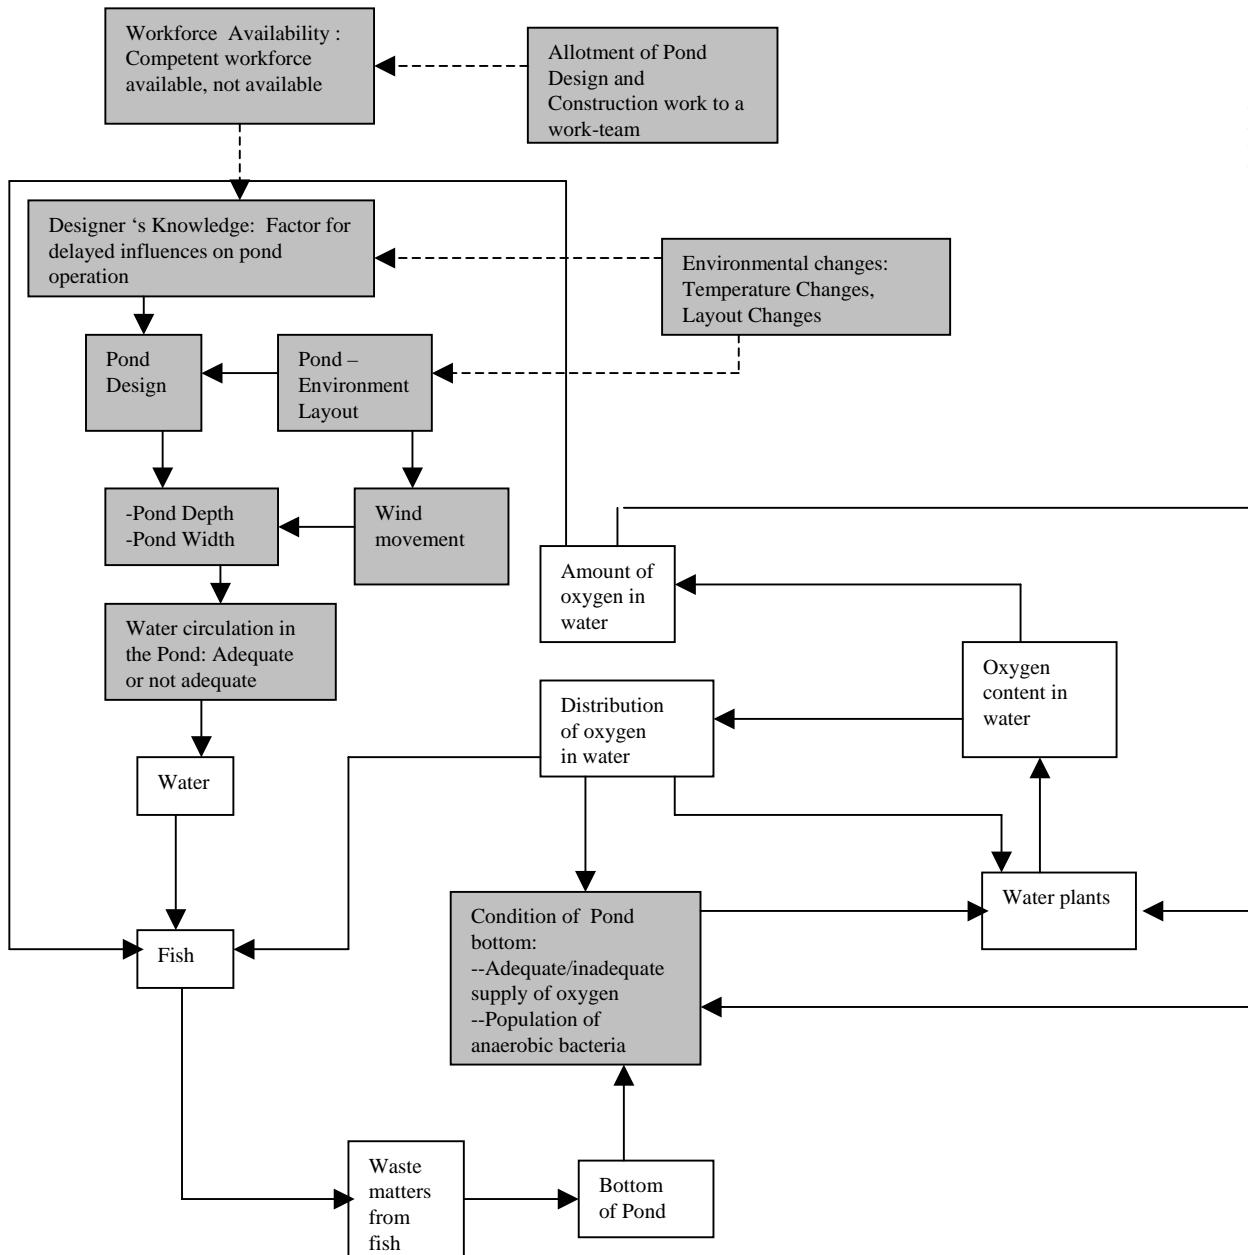 Workforce  Availability :
Competent workforce
available, not available
Allotment of Pond
Design and
Construction work to a
work-team
Designer ‘s Knowledge:  Factor for
delayed influences on pond
operation
Environmental changes:
Temperature Changes,
Layout Changes
Pond
Design
Pond –
Environment
Layout
-Pond Depth
-Pond Width
Wind
movement
Amount of
oxygen in
water
Water circulation in
the Pond: Adequate
or not adequate
Oxygen
content in
water
Distribution
of oxygen
in water
Water
Water plants
Condition of  Pond
bottom:
--Adequate/inadequate
supply of oxygen
--Population of
anaerobic bacteria
Fish
Waste
matters
from
fish
Bottom
of Pond